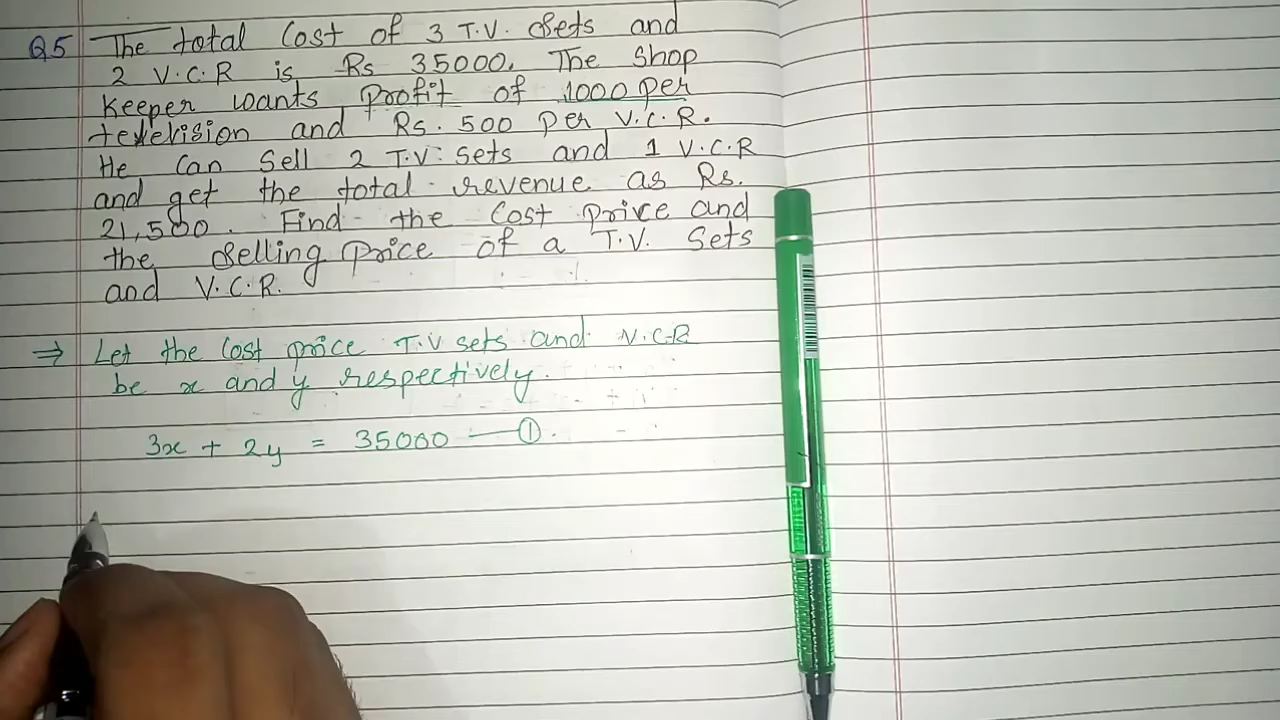 Q5 The total Cost of 3 T.V. Sets and
2 V.C.R is Rs 35000. The Shop
Keeper wants Profit of 1000 per
television and Rs. 500 Per V.C.R.
He Can Sell 2 T.V. Sets and 1 V.C.R
and get the total revenue as Rs.
21,500. Find the Cost Price and
the Selling Price of a T.V. Sets
and V.C.R.
⇒ Let the Cost price T.V sets and V.C.R
be x and y respectively.
3x + 2y = 35000 — ①.